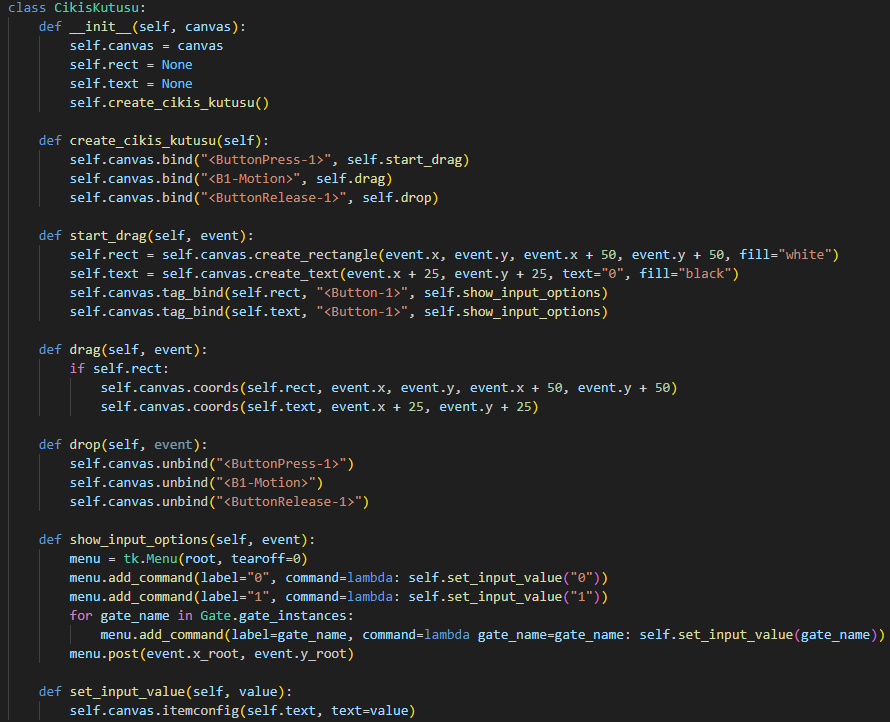 class CikisKutusu:
    def __init__(self, canvas):
        self.canvas = canvas
        self.rect = None
        self.text = None
        self.create_cikis_kutusu()

    def create_cikis_kutusu(self):
        self.canvas.bind("<ButtonPress-1>", self.start_drag)
        self.canvas.bind("<B1-Motion>", self.drag)
        self.canvas.bind("<ButtonRelease-1>", self.drop)

    def start_drag(self, event):
        self.rect = self.canvas.create_rectangle(event.x, event.y, event.x + 50, event.y + 50, fill="white")
        self.text = self.canvas.create_text(event.x + 25, event.y + 25, text="0", fill="black")
        self.canvas.tag_bind(self.rect, "<Button-1>", self.show_input_options)
        self.canvas.tag_bind(self.text, "<Button-1>", self.show_input_options)

    def drag(self, event):
        if self.rect:
            self.canvas.coords(self.rect, event.x, event.y, event.x + 50, event.y + 50)
            self.canvas.coords(self.text, event.x + 25, event.y + 25)

    def drop(self, event):
        self.canvas.unbind("<ButtonPress-1>")
        self.canvas.unbind("<B1-Motion>")
        self.canvas.unbind("<ButtonRelease-1>")

    def show_input_options(self, event):
        menu = tk.Menu(root, tearoff=0)
        menu.add_command(label="0", command=lambda: self.set_input_value("0"))
        menu.add_command(label="1", command=lambda: self.set_input_value("1"))
        for gate_name in Gate.gate_instances:
            menu.add_command(label=gate_name, command=lambda gate_name=gate_name: self.set_input_value(gate_name))
        menu.post(event.x_root, event.y_root)

    def set_input_value(self, value):
        self.canvas.itemconfig(self.text, text=value)